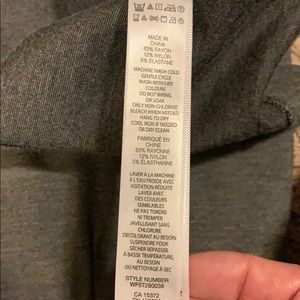 MADE IN
CHINA
83% RAYON
12% NYLON
5% ELASTANE
MACHINE WASH COLD
GENTLE CYCLE
WASH WITH LIKE
COLOURS
DO NOT WRING
OR SOAK
ONLY NON-CHLORINE
BLEACH WHEN NEEDED
HANG TO DRY
COOL IRON IF NEEDED
OR DRY CLEAN
FABRIQUÉ EN
CHINE
83% RAYONNE
12% NYLON
5% ÉLASTHANNE
LAVER À LA MACHINE
À L'EAU FROIDE AVEC
AGITATION RÉDUITE
LAVER AVEC DES
COULEURS
SEMBLABLES
NE PAS TORDRE
NI TREMPER
JAVELLISANT SANS
CHLORURE
DÉCOLORANT AU BESOIN
SUSPENDRE POUR
SÉCHER REPASSER
À BASSE TEMPÉRATURE,
AU BESOIN
OU NETTOYAGE À SEC
STYLE NUMBER
WF5T280038
CA 15372